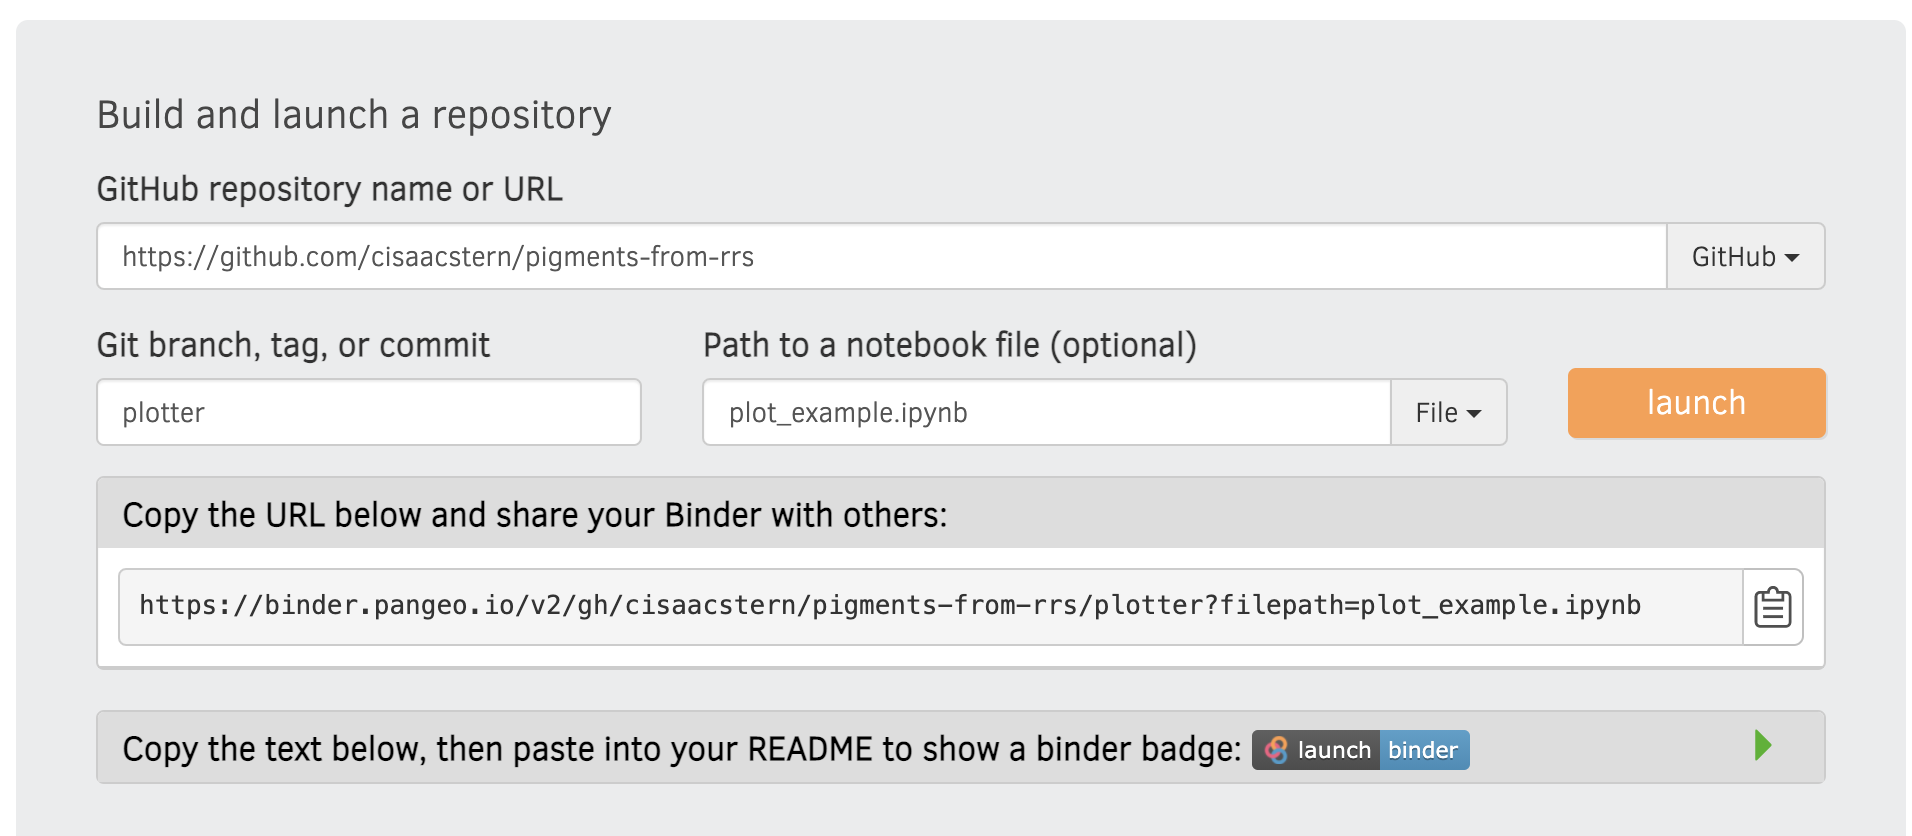 Build and launch a repository
GitHub repository name or URL
https://github.com/cisaacstern/pigments-from-rrs
GitHub
Git branch, tag, or commit
Path to a notebook file (optional)
plotter
plot_example.ipynb
File
launch
Copy the URL below and share your Binder with others:
https://binder.pangeo.io/v2/gh/cisaacstern/pigments-from-rrs/plotter?filepath=plot_example.ipynb
Copy the text below, then paste into your README to show a binder badge: launch binder